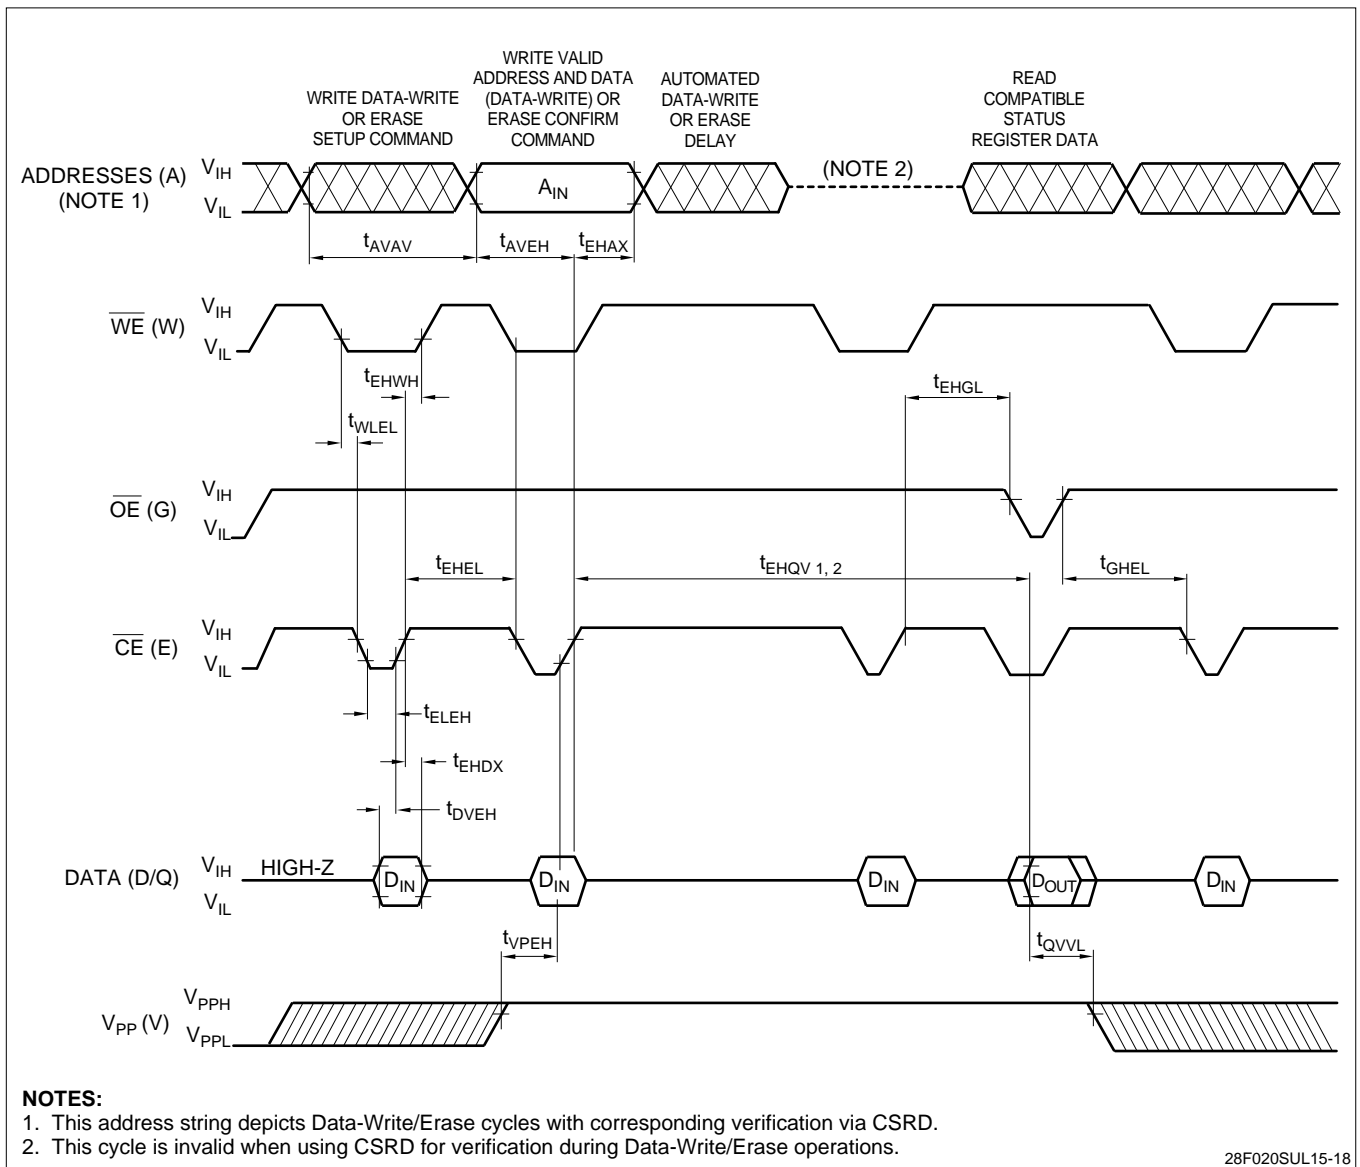 WRITE DATA-WRITE
OR ERASE
SETUP COMMAND
WRITE VALID
ADDRESS AND DATA
(DATA-WRITE) OR
ERASE CONFIRM
COMMAND
AUTOMATED
DATA-WRITE
OR ERASE
DELAY
READ
COMPATIBLE
STATUS
REGISTER DATA
ADDRESSES (A)
(NOTE 1)
VIH
VIL
AIN
(NOTE 2)
tAVAV
tAVEH
tEHAX
WE (W)
VIH
VIL
tEHWH
tWLEL
tEHGL
OE (G)
VIH
VIL
tEHEL
tEHQV 1, 2
tGHEL
CE (E)
VIH
VIL
tELEH
tEHDX
tDVEH
DATA (D/Q)
VIH
VIL
HIGH-Z
DIN
DIN
DIN
DOUT
DIN
tVPEH
tQVVL
VPP (V)
VPPH
VPPL
NOTES:
1. This address string depicts Data-Write/Erase cycles with corresponding verification via CSRD.
2. This cycle is invalid when using CSRD for verification during Data-Write/Erase operations.
28F020SUL15-18